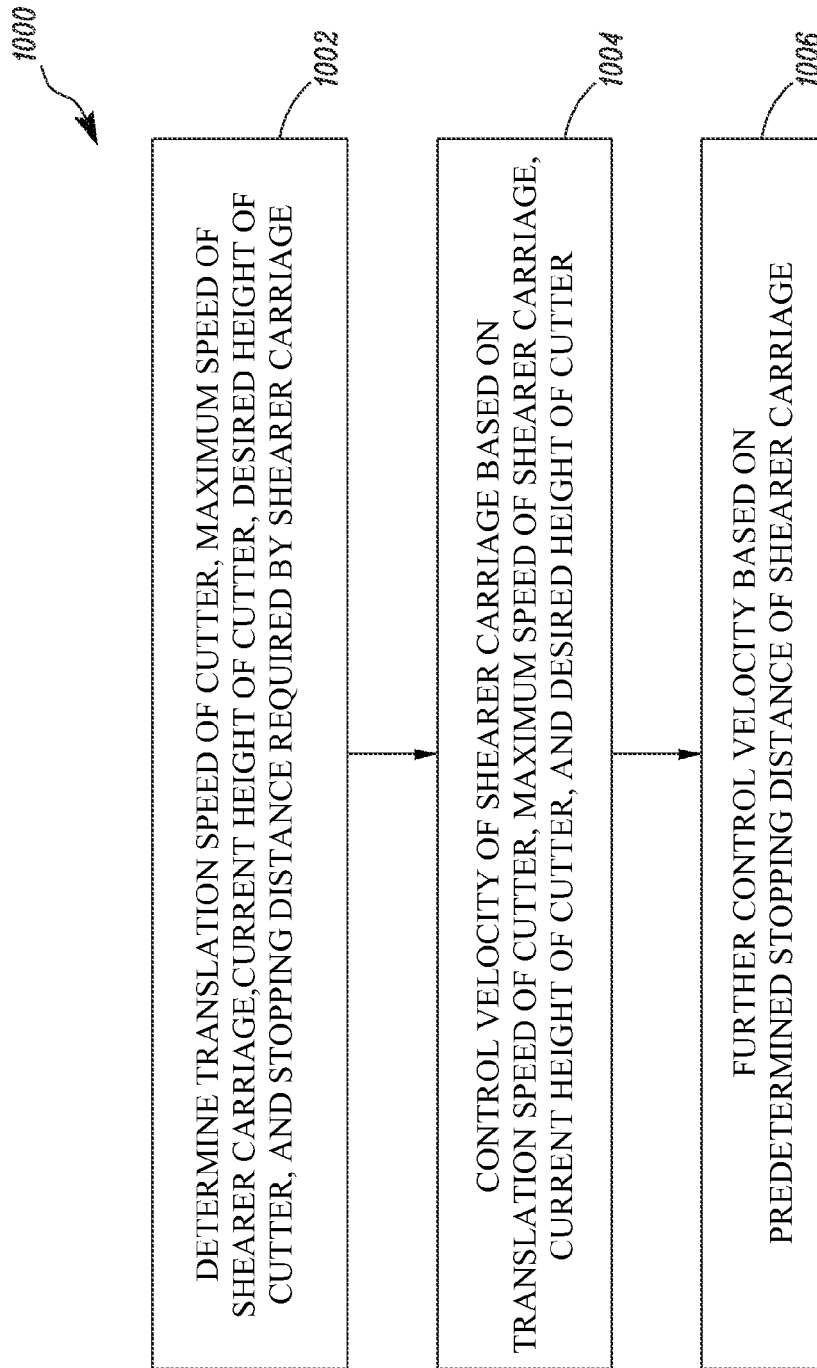 1000
DETERMINE TRANSLATION SPEED OF CUTTER, MAXIMUM SPEED OF
SHEARER CARRIAGE,CURRENT HEIGHT OF CUTTER, DESIRED HEIGHT OF
CUTTER, AND STOPPING DISTANCE REQUIRED BY SHEARER CARRIAGE
1002
CONTROL VELOCITY OF SHEARER CARRIAGE BASED ON
TRANSLATION SPEED OF CUTTER, MAXIMUM SPEED OF SHEARER CARRIAGE,
CURRENT HEIGHT OF CUTTER, AND DESIRED HEIGHT OF CUTTER
1004
FURTHER CONTROL VELOCITY BASED ON
PREDETERMINED STOPPING DISTANCE OF SHEARER CARRIAGE
1006